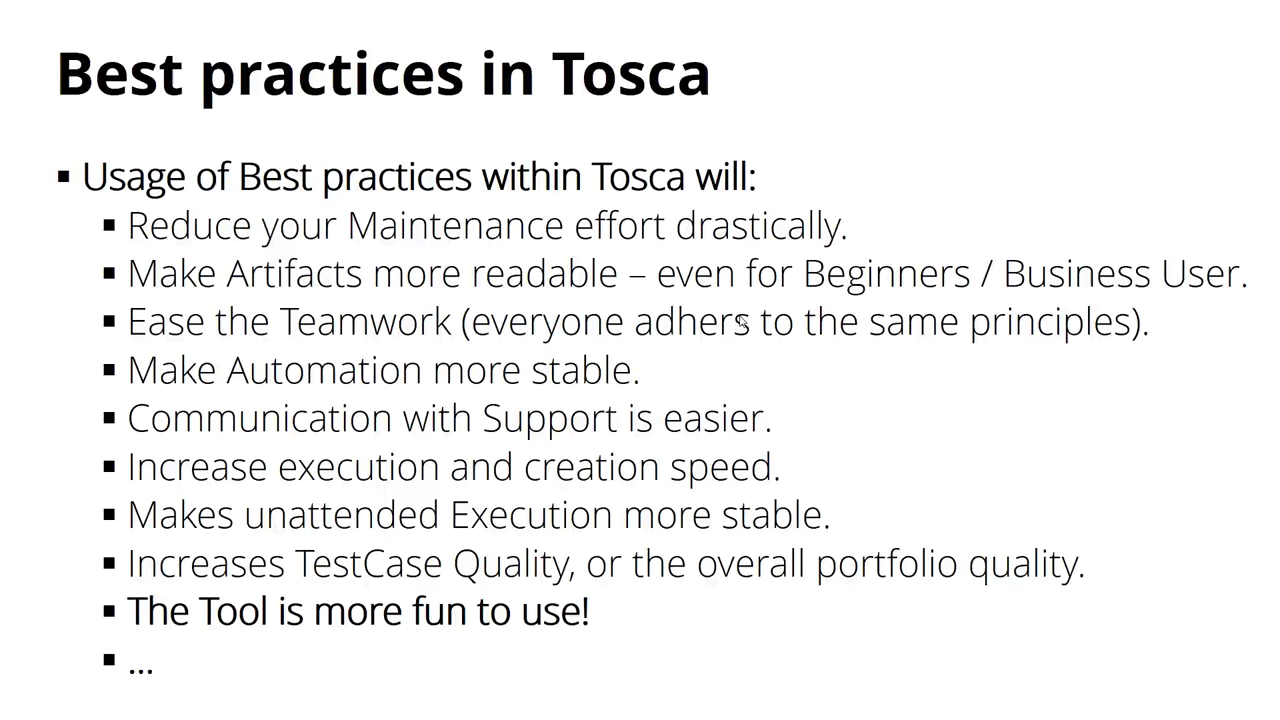 Best practices in Tosca
▪ Usage of Best practices within Tosca will:
▪ Reduce your Maintenance effort drastically.
▪ Make Artifacts more readable – even for Beginners / Business User.
▪ Ease the Teamwork (everyone adhers to the same principles).
▪ Make Automation more stable.
▪ Communication with Support is easier.
▪ Increase execution and creation speed.
▪ Makes unattended Execution more stable.
▪ Increases TestCase Quality, or the overall portfolio quality.
▪ The Tool is more fun to use!
▪ ...